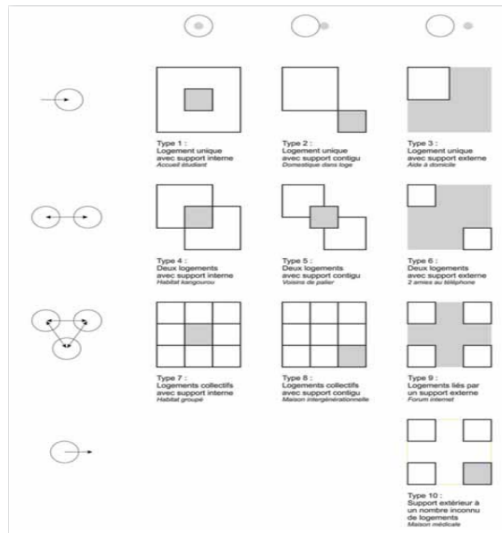 Type 1 :
Logement unique
avec support interne
Accueil étudiant
Type 2 :
Logement unique
avec support contigu
Domestique dans loge
Type 3 :
Logement unique
avec support externe
Aide à domicile
Type 4 :
Deux logements
avec support interne
Habitat kangourou
Type 5 :
Deux logements
avec support contigu
Voisins de palier
Type 6 :
Deux logements
avec support externe
2 amies au téléphone
Type 7 :
Logements collectifs
avec support interne
Habitat groupé
Type 8 :
Logements collectifs
avec support contigu
Maison intergénérationnelle
Type 9 :
Logements liés par
un support externe
Forum internet
Type 10 :
Support extérieur à
un nombre inconnu
de logements
Maison médicale